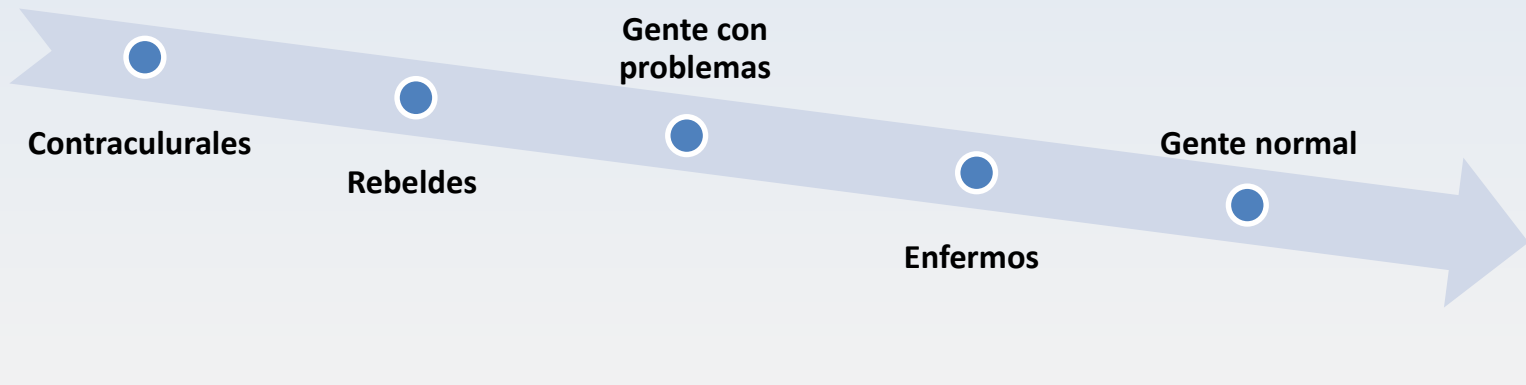 Gente con
problemas
Contraculurales
Gente normal
Rebeldes
Enfermos